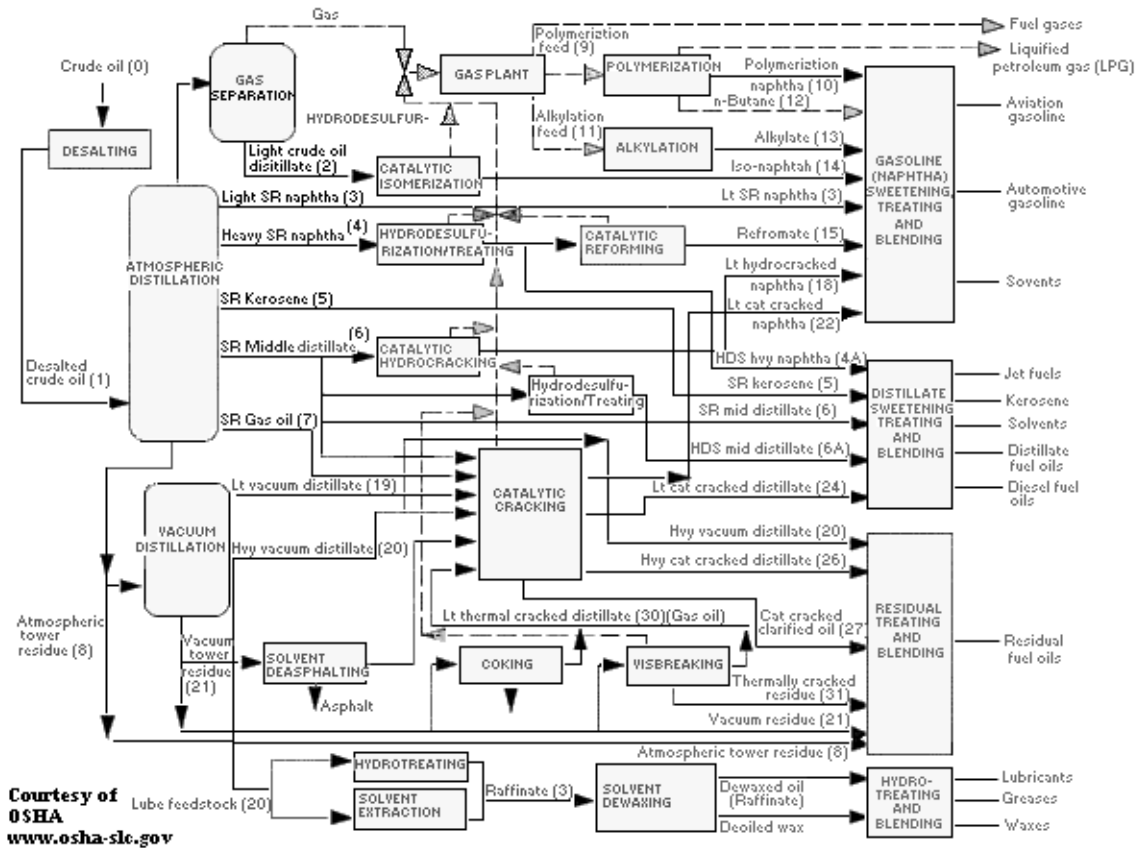 Gas
Fuel gases
Crude oil (0)
Polymeriztion
feed (9)
Liquified
petroleum gas (LPG)
GAS
SEPARATION
GAS PLANT
POLYMERIZATION
Polymeriztion
naphtha (10)
n-Butane (12)
Aviation
gasoline
HYDRODESULFUR-
Alkylation
feed (11)
DESALTING
Light crude oil
disitillate (2)
CATALYTIC
ISOMERIZATION
ALKYLATION
Alkylate (13)
Iso-naphtah (14)
GASOLINE
(NAPHTHA)
SWEETENING,
TREATING
AND
BLENDING
Light SR naphtha (3)
Lt SR naphtha (3)
Automotive
gasoline
Heavy SR naphtha (4)
HYDRODESULFU-
RIZATION/TREATING
CATALYTIC
REFORMING
Refromate (15)
ATMOSPHERIC
DISTILLATION
Lt hydrocracked
naphtha (18)
Sovents
SR Kerosene (5)
Lt cat cracked
naphtha (22)
SR Middle distillate (6)
CATALYTIC
HYDROCRACKING
HDS hvy naphtha (4A)
Jet fuels
Desalted
crude oil (1)
Hydrodesulfu-
rization/Treating
SR kerosene (5)
DISTILLATE
SWEETENING
TREATING
AND
BLENDING
Kerosene
SR Gas oil (7)
SR mid distillate (6)
Solvents
HDS mid distillate (6A)
Distillate
fuel oils
Lt vacuum distillate (19)
CATALYTIC
CRACKING
Lt cat cracked distillate (24)
Diesel fuel
oils
VACUUM
DISTILLATION
Hvy vacuum distillate (20)
Hvy vacuum distillate (20)
Hvy cat cracked distillate (26)
Atmospheric
tower
residue (8)
Vacuum
tower
residue
(21)
Lt thermal cracked distillate (30)(Gas oil)
Cat cracked
clarified oil (27)
RESIDUAL
TREATING
AND
BLENDING
Residual
fuel oils
SOLVENT
DEASPHALTING
COKING
VISBREAKING
Asphalt
Thermally cracked
residue (31)
Vacuum residue (21)
Atmospheric tower residue (8)
HYDROTREATING
Lube feedstock (20)
SOLVENT
EXTRACTION
Raffinate (3)
SOLVENT
DEWAXING
Dewaxed oil
(Raffinate)
Deoiled wax
HYDRO-
TREATING
AND
BLENDING
Lubricants
Greases
Waxes
Courtesy of
OSHA
www.osha-slc.gov